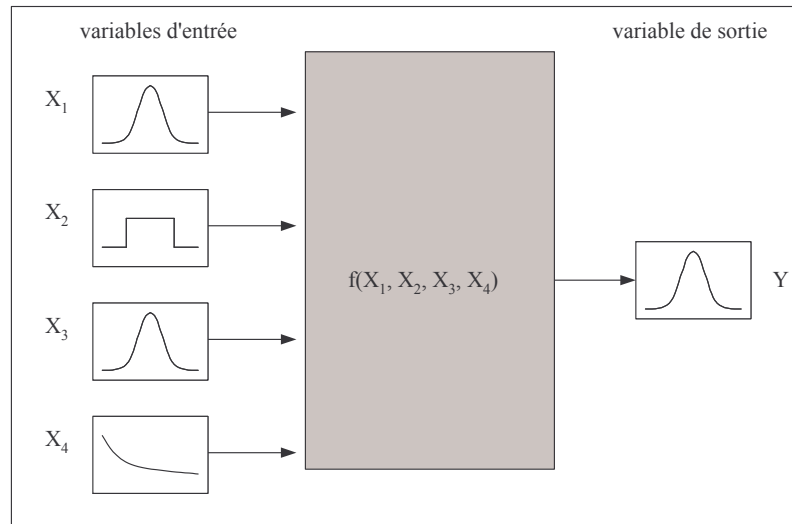 variables d'entrée
variable de sortie
X₁
X₂
f(X₁, X₂, X₃, X₄)
Y
X₃
X₄